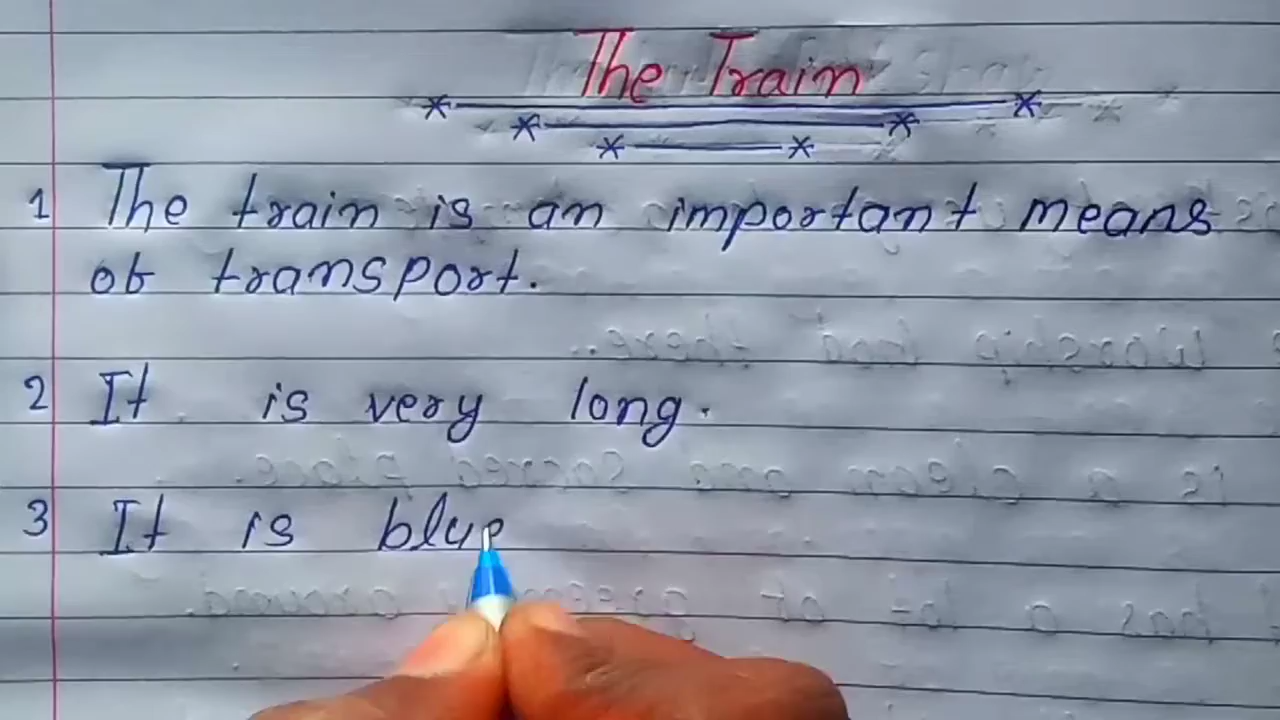 The Train
1 The train is an important means
of transport.
2 It is very long.
3 It is blue